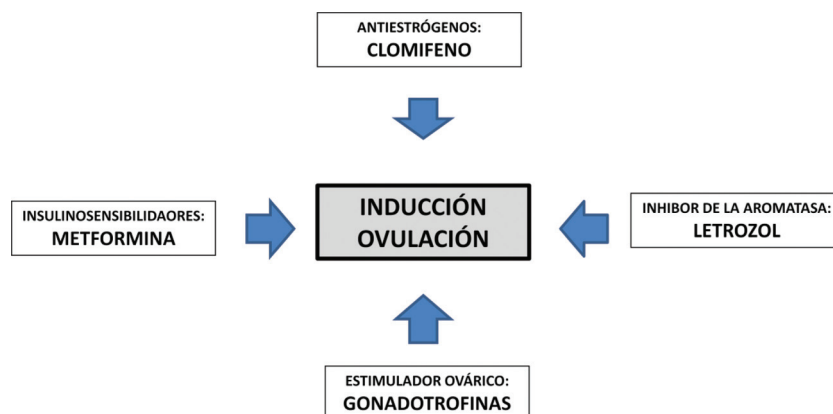 ANTIESTRÓGENOS:
CLOMIFENO
INSULINOSENSIBILIDAORES:
METFORMINA
INDUCCIÓN
OVULACIÓN
INHIBOR DE LA AROMATASA:
LETROZOL
ESTIMULADOR OVÁRICO:
GONADOTROFINAS